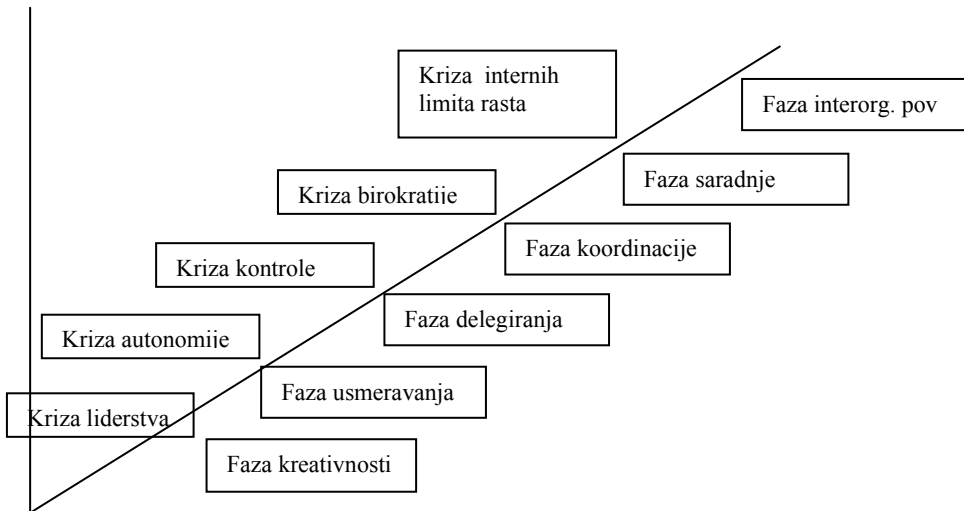 Kriza internih
limita rasta
Faza interorg. pov
Faza saradnje
Kriza birokratije
Faza koordinacije
Kriza kontrole
Faza delegiranja
Kriza autonomije
Faza usmeravanja
Kriza liderstva
Faza kreativnosti